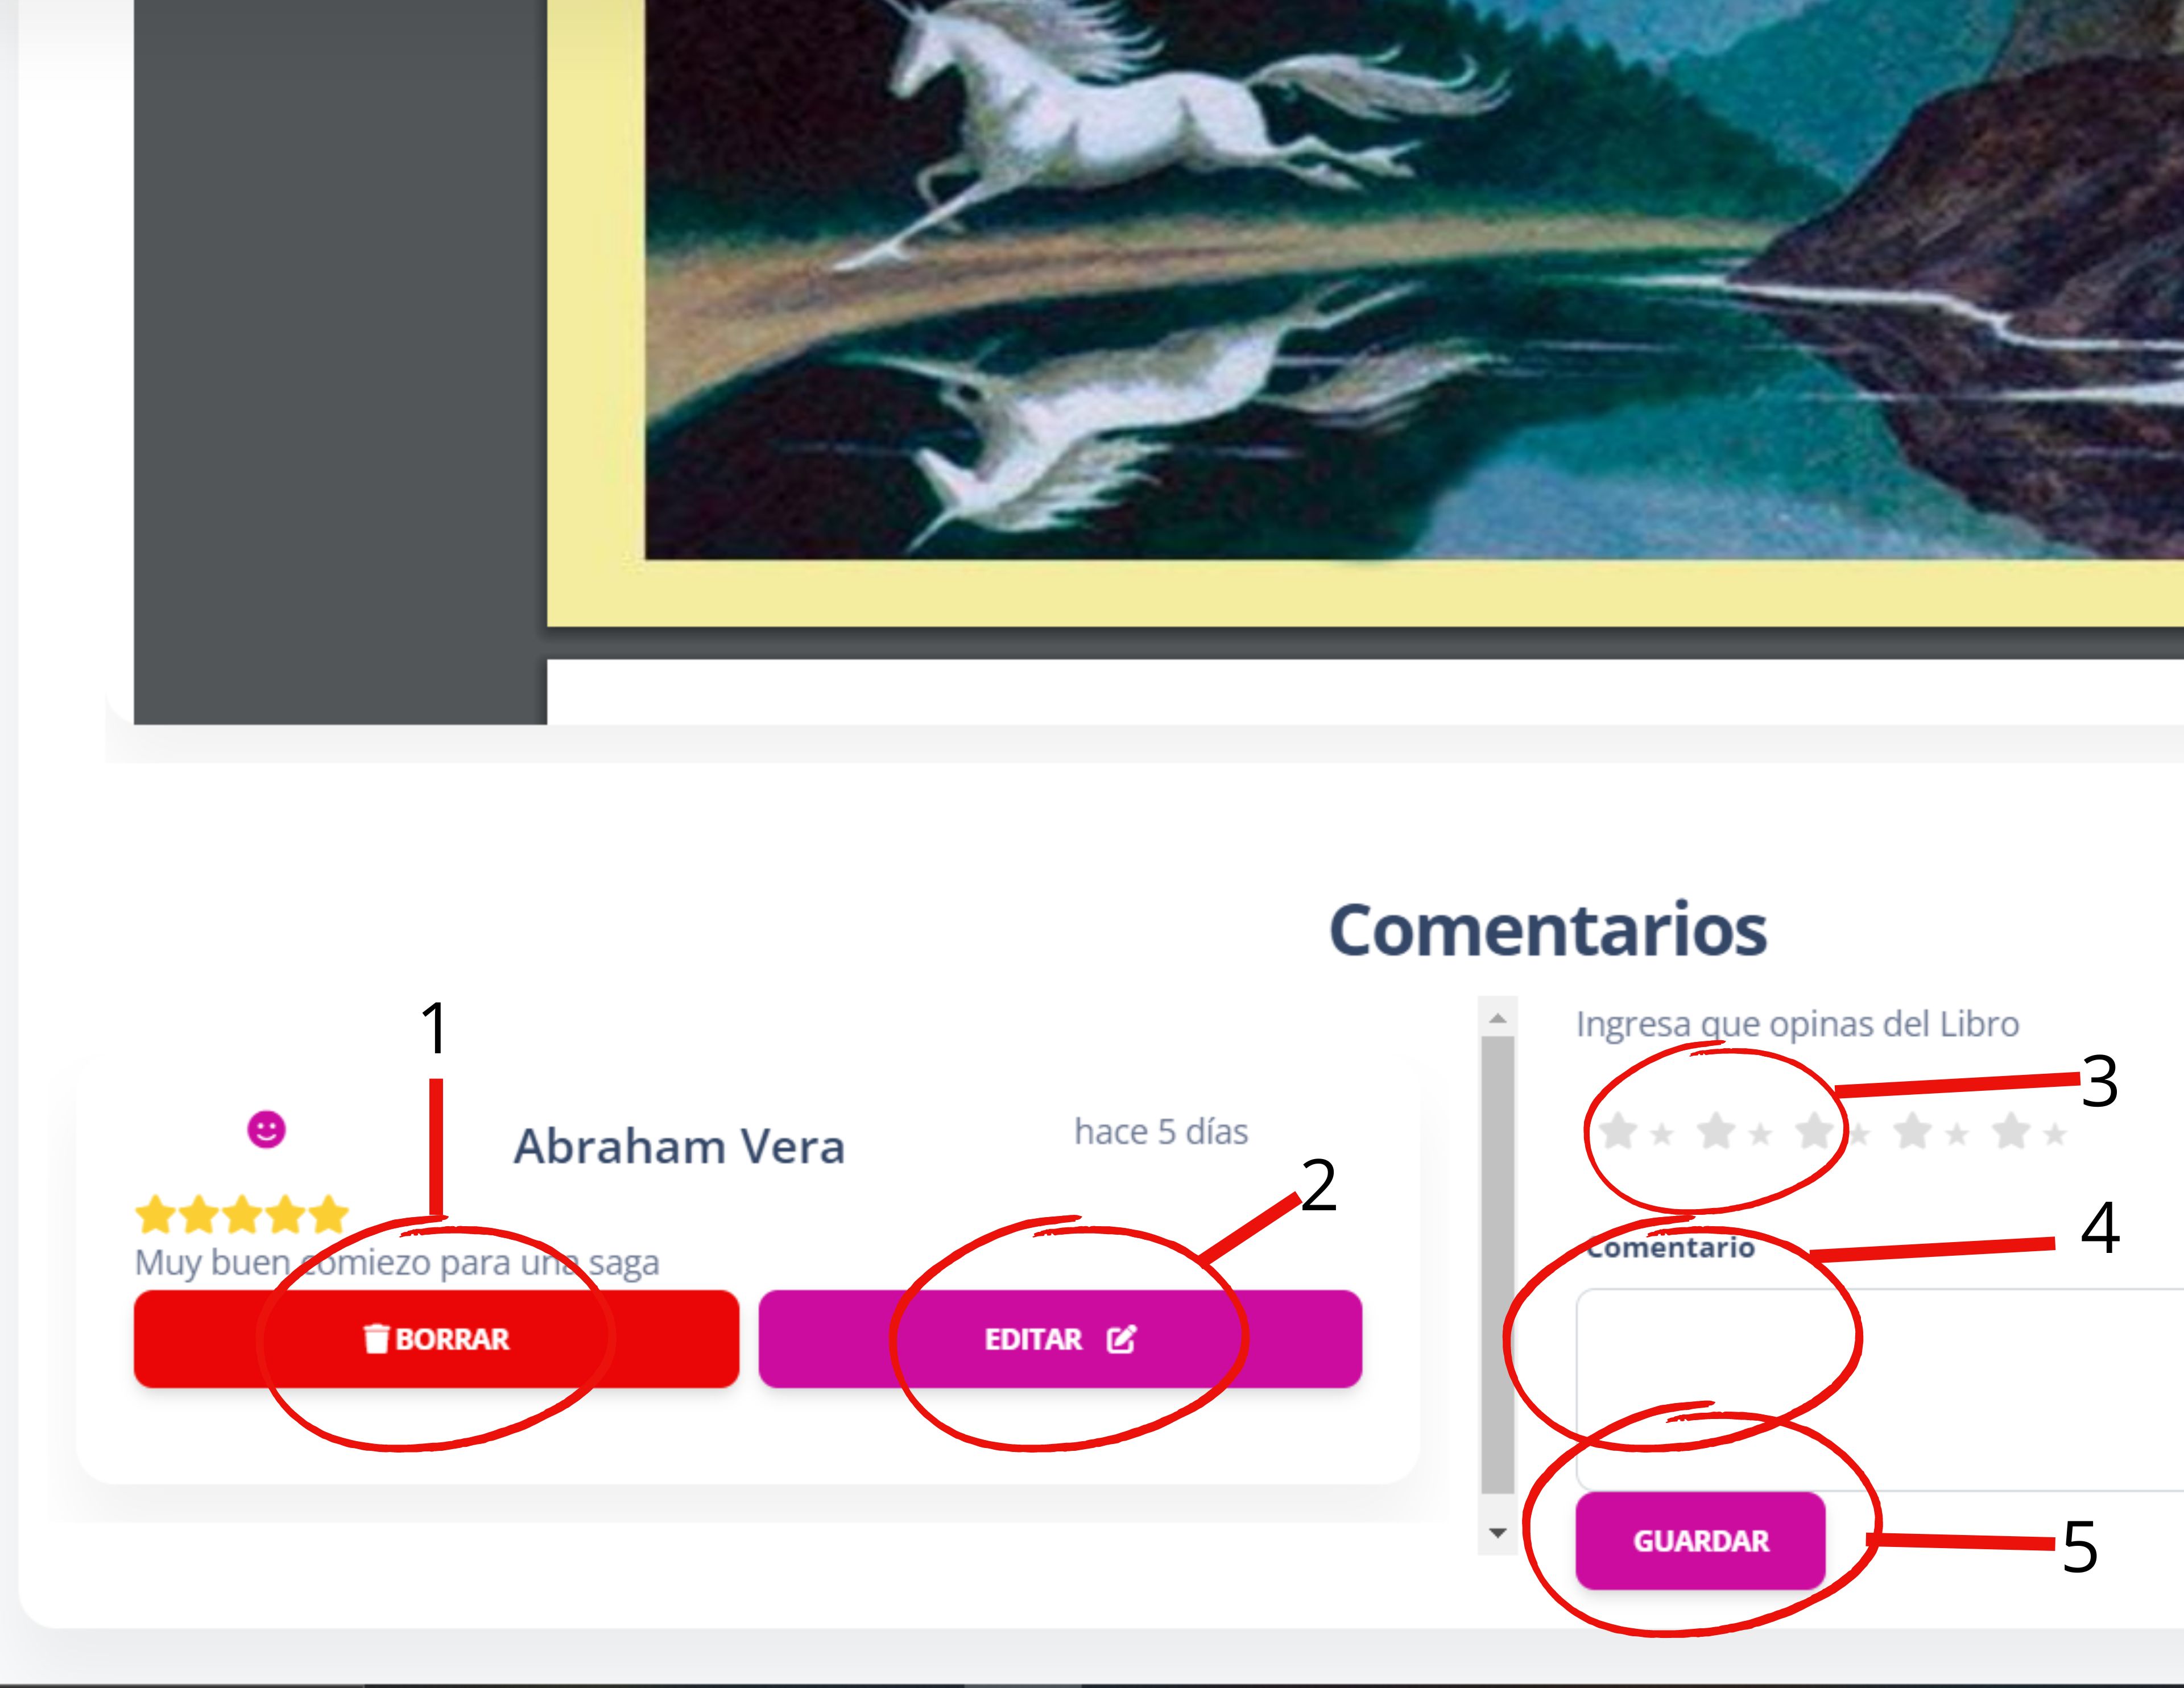 Comentarios
1
Abraham Vera
hace 5 días
2
Muy buen comiezo para una saga
BORRAR
EDITAR
Ingresa que opinas del Libro
3
Comentario
4
GUARDAR
5